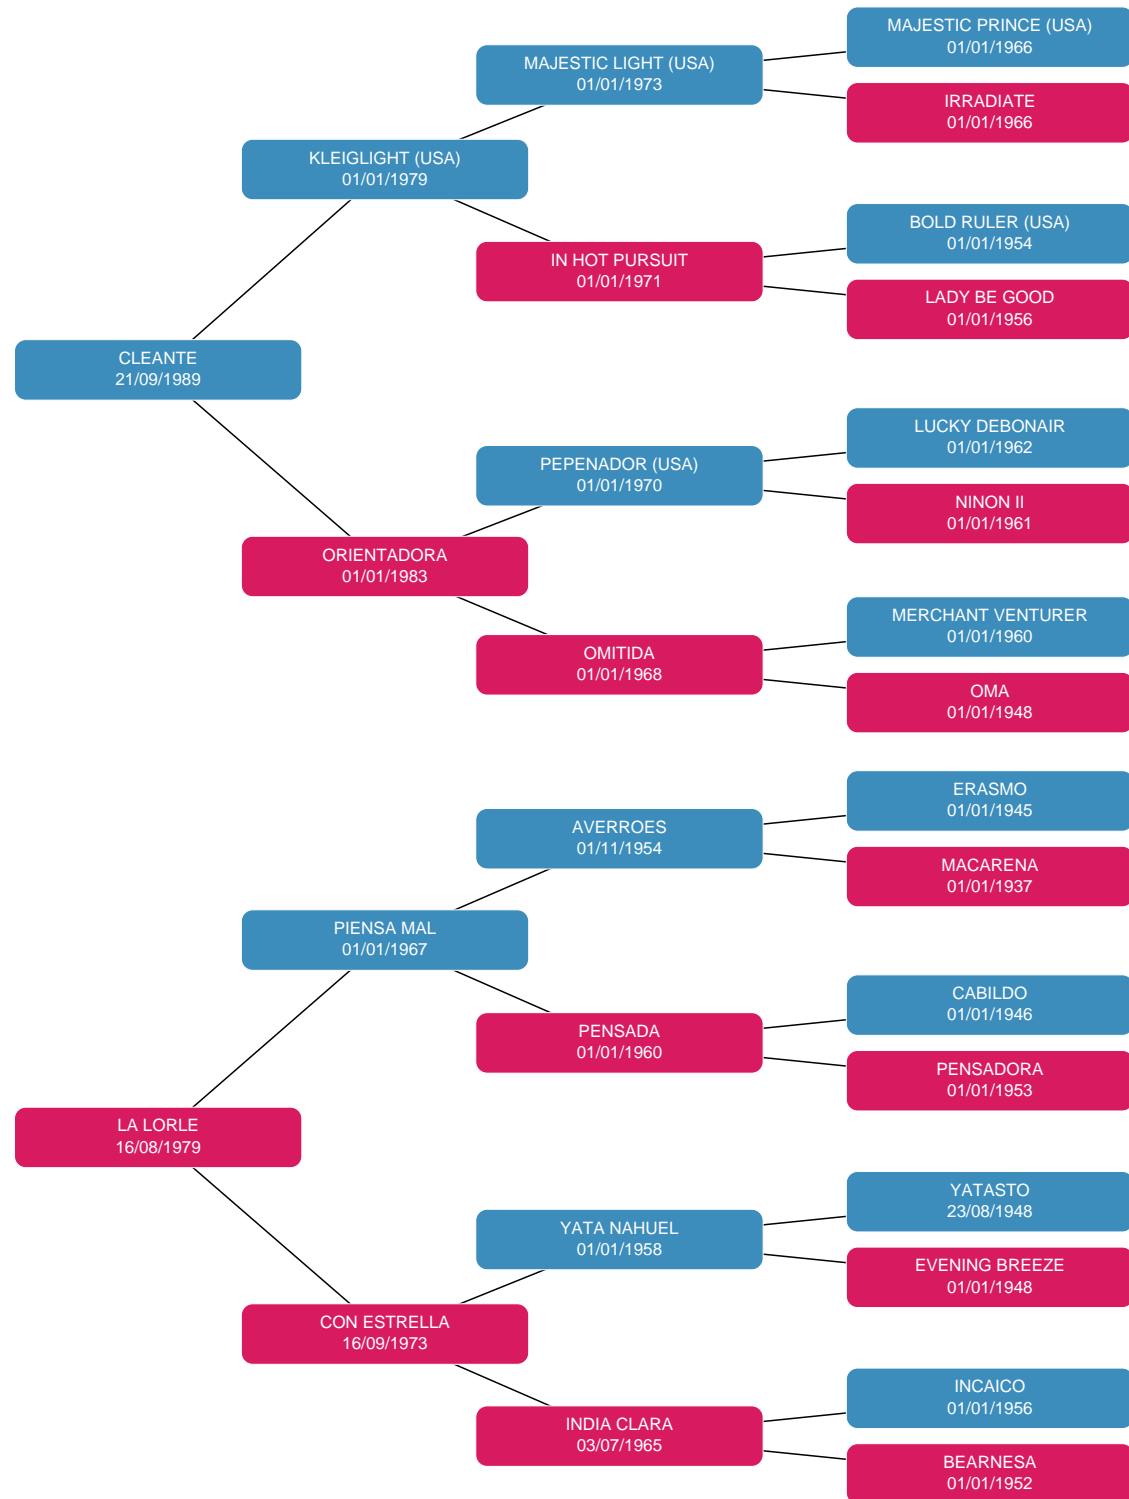 MAJESTIC PRINCE (USA)
01/01/1966
MAJESTIC LIGHT (USA)
01/01/1973
IRRADIATE
01/01/1966
KLEIGLIGHT (USA)
01/01/1979
BOLD RULER (USA)
01/01/1954
IN HOT PURSUIT
01/01/1971
LADY BE GOOD
01/01/1956
CLEANTE
21/09/1989
LUCKY DEBONAIR
01/01/1962
PEPENADOR (USA)
01/01/1970
NINON II
01/01/1961
ORIENTADORA
01/01/1983
MERCHANT VENTURER
01/01/1960
OMITIDA
01/01/1968
OMA
01/01/1948
ERASMO
01/01/1945
AVERROES
01/11/1954
MACARENA
01/01/1937
PIENSA MAL
01/01/1967
CABILDO
01/01/1946
PENSADA
01/01/1960
PENSADORA
01/01/1953
LA LORLE
16/08/1979
YATASTO
23/08/1948
YATA NAHUEL
01/01/1958
EVENING BREEZE
01/01/1948
CON ESTRELLA
16/09/1973
INCAICO
01/01/1956
INDIA CLARA
03/07/1965
BEARNESA
01/01/1952